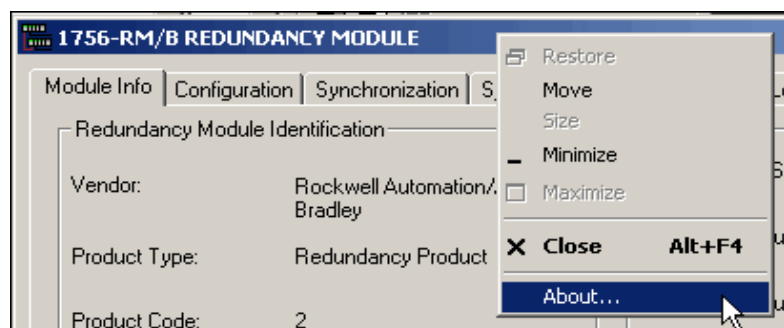 1756-RM/B REDUNDANCY MODULE
Module Info Configuration Synchronization
Redundancy Module Identification
Vendor: Rockwell Automation/
Bradley
Product Type: Redundancy Product
Product Code: 2
Restore
Move
Size
Minimize
Maximize
Close Alt+F4
About...